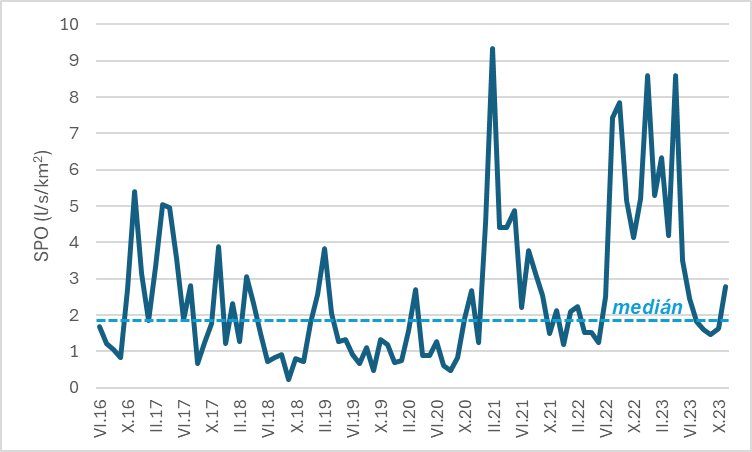 10
9
8
7
6
5
4
3
2
1
0
SPO (l/s/km²)
medián
VI.16
X.16
II.17
VI.17
X.17
II.18
VI.18
X.18
II.19
VI.19
X.19
II.20
VI.20
X.20
II.21
VI.21
X.21
II.22
VI.22
X.22
II.23
VI.23
X.23